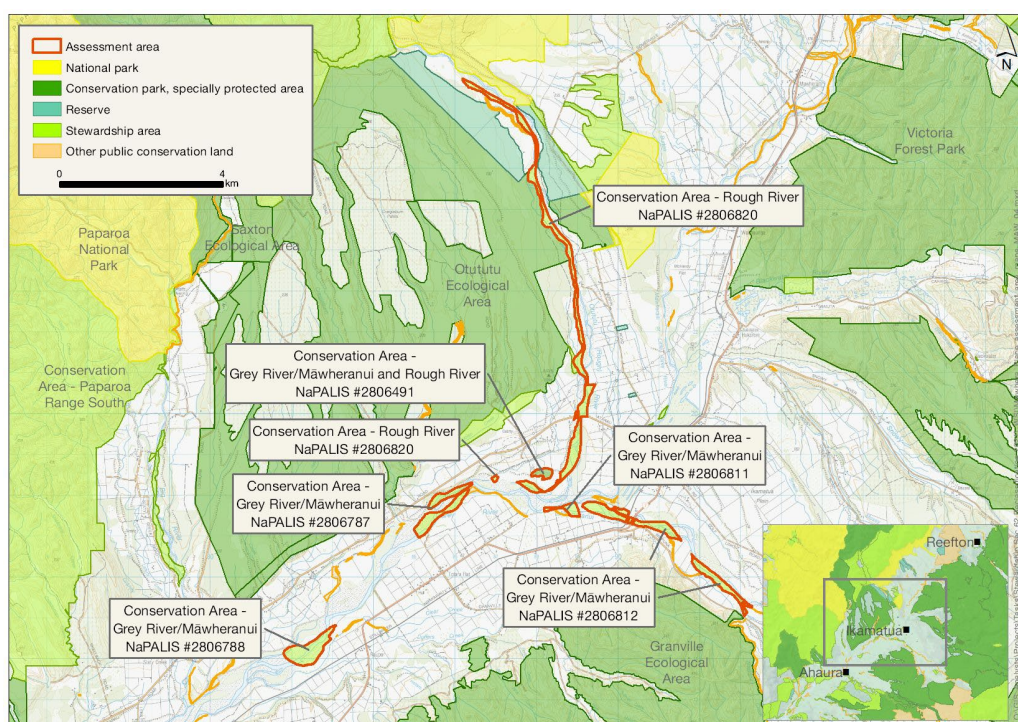 Assessment area
National park
Conservation park, specially protected area
Reserve
Stewardship area
Other public conservation land
0
4
km
N
Victoria
Forest Park
Conservation Area - Rough River
NaPALIS #2806820
Paparoa
National
Park
Saxton
Ecological Area
Otututu
Ecological
Area
Conservation Area -
Grey River/Māwheranui and Rough River
NaPALIS #2806491
Conservation
Area - Paparoa
Range South
Conservation Area - Rough River
NaPALIS #2806820
Conservation Area -
Grey River/Māwheranui
NaPALIS #2806811
Conservation Area -
Grey River/Māwheranui
NaPALIS #2806787
Conservation Area -
Grey River/Māwheranui
NaPALIS #2806812
Conservation Area -
Grey River/Māwheranui
NaPALIS #2806788
Granville
Ecological
Area
Reefton
Ikamatua
Ahaura